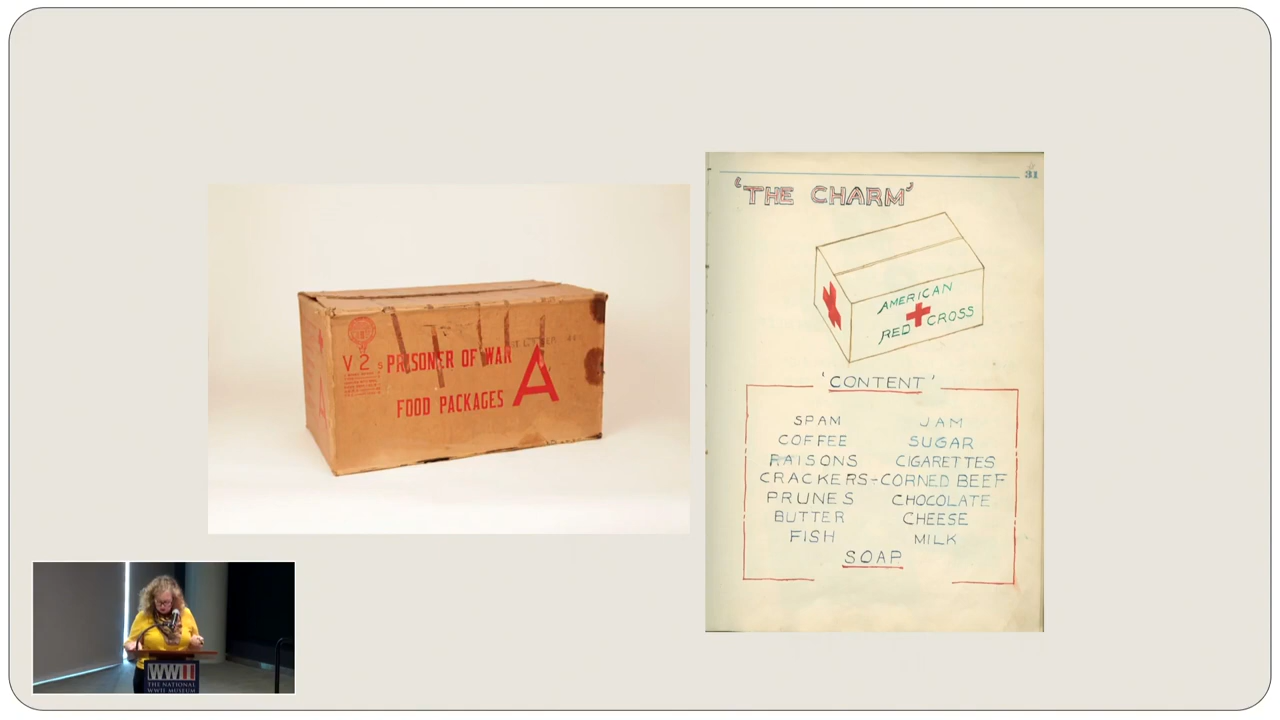 V 2 5
PRISONER OF WAR
FOOD PACKAGES
A
A
31
'THE CHARM'
AMERICAN
RED CROSS
'CONTENT'
SPAM JAM
COFFEE SUGAR
RAISONS CIGARETTES
CRACKERS-CORNED BEEF
PRUNES CHOCOLATE
BUTTER CHEESE
FISH MILK
SOAP
WWII
THE NATIONAL
WWII MUSEUM